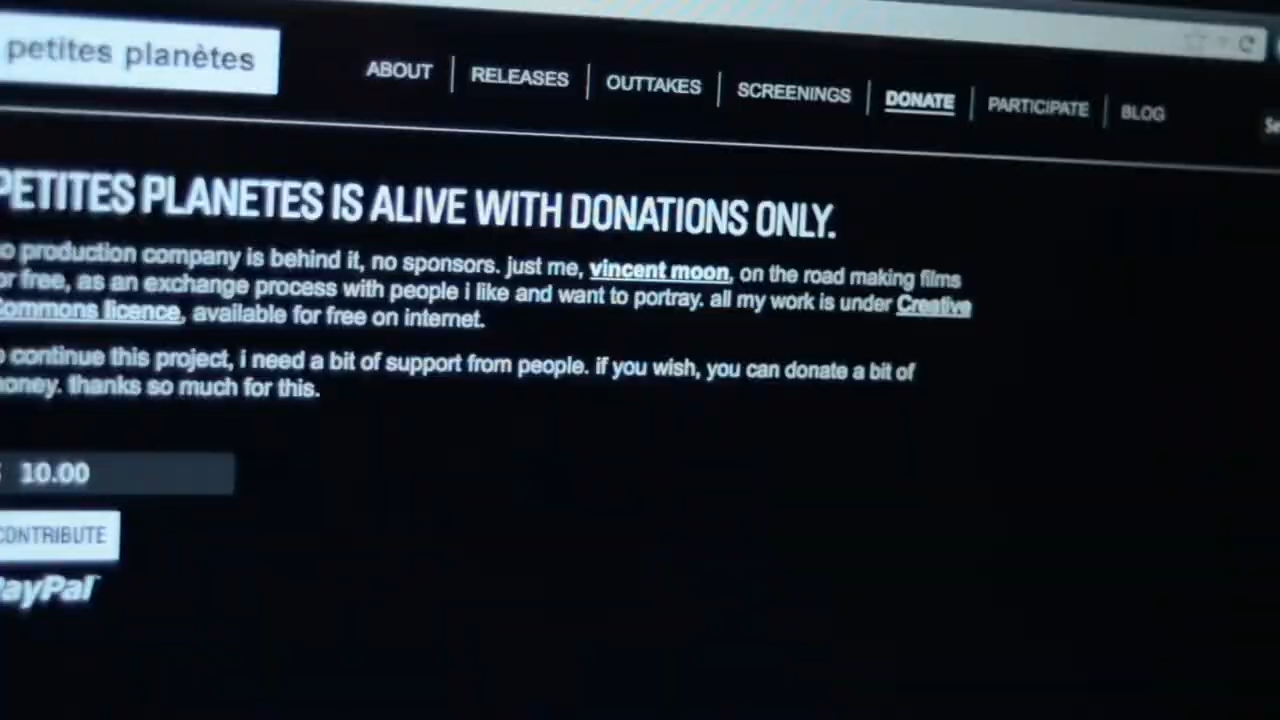 petites planètes
ABOUT RELEASES OUTTAKES SCREENINGS DONATE PARTICIPATE BLOG
PETITES PLANETES IS ALIVE WITH DONATIONS ONLY.
production company is behind it, no sponsors. just me, vincent moon, on the road making films
for free, as an exchange process with people i like and want to portray. all my work is under Creative
Commons licence, available for free on internet.
continue this project, i need a bit of support from people. if you wish, you can donate a bit of
money. thanks so much for this.
10.00
CONTRIBUTE
PayPal